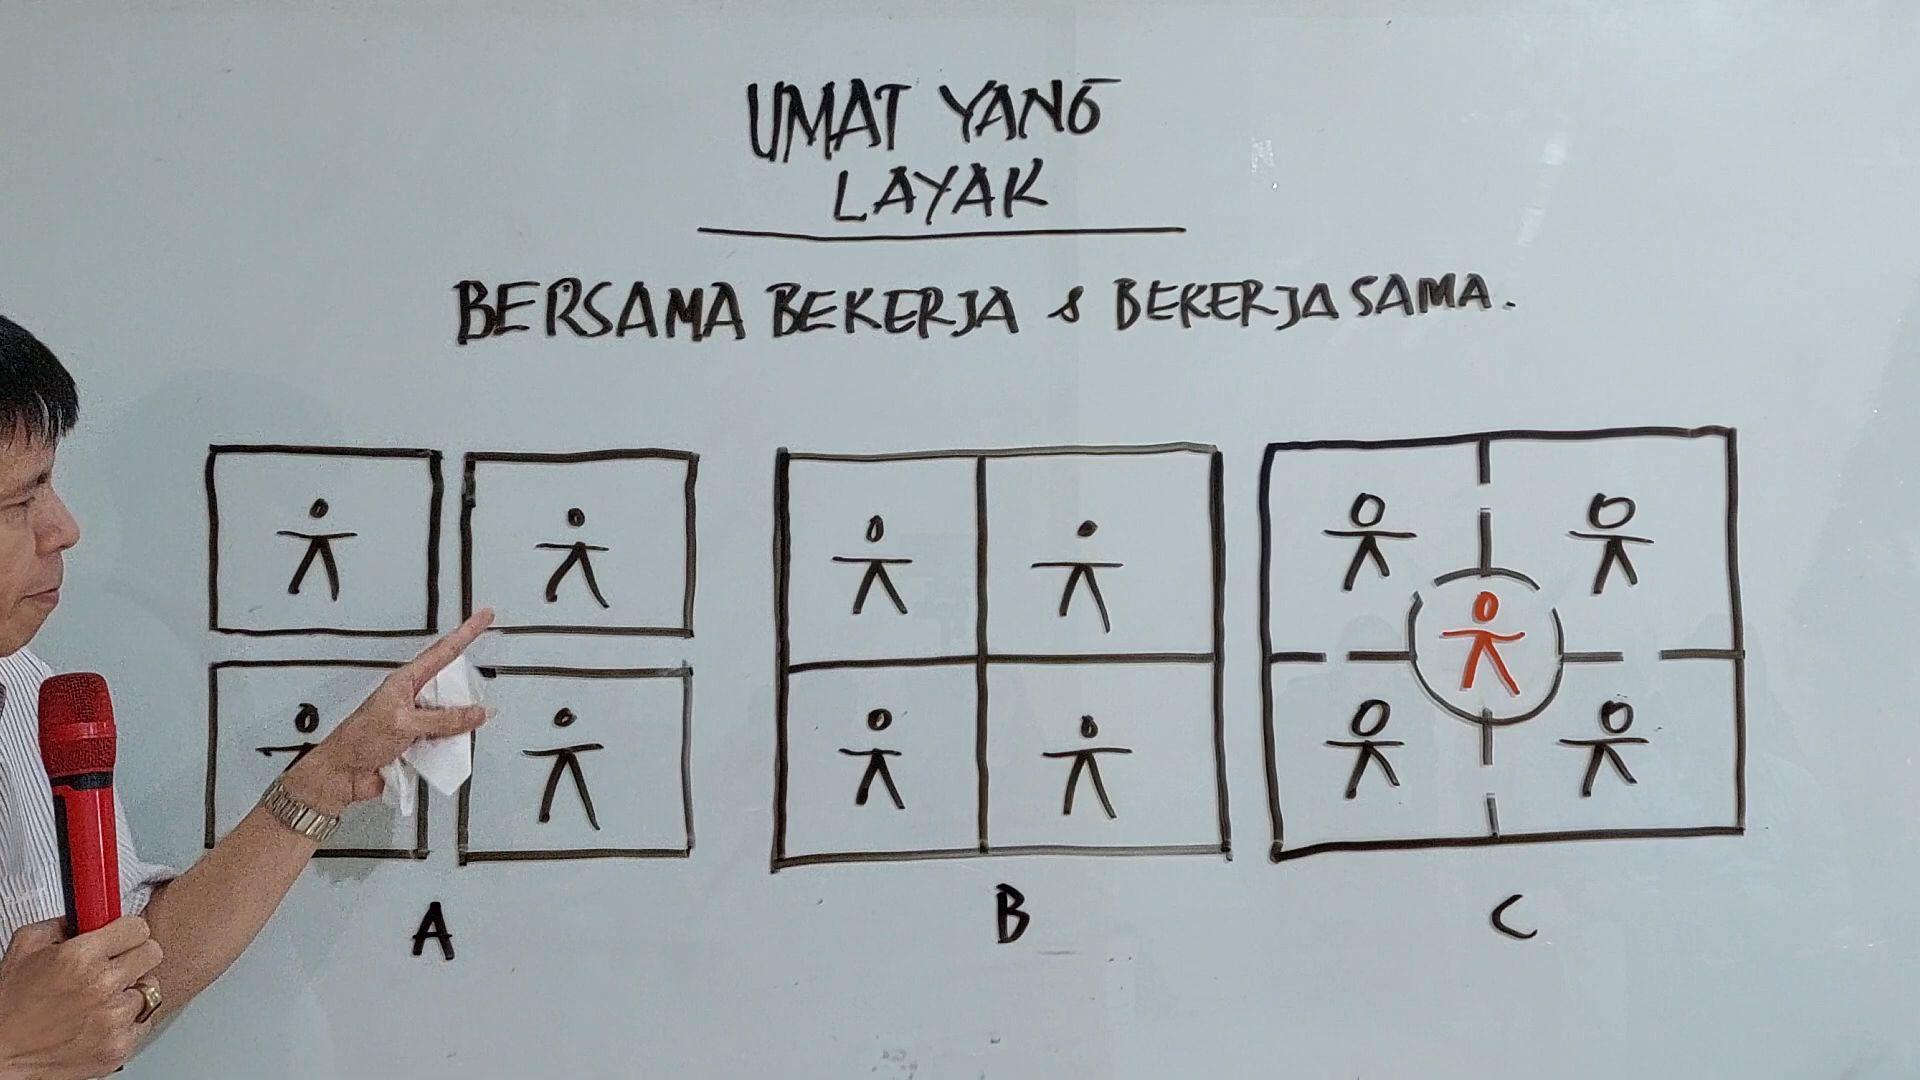 UMAT YANG
LAYAK
BERSAMA BEKERJA & BEKERJASAMA.
A
B
C